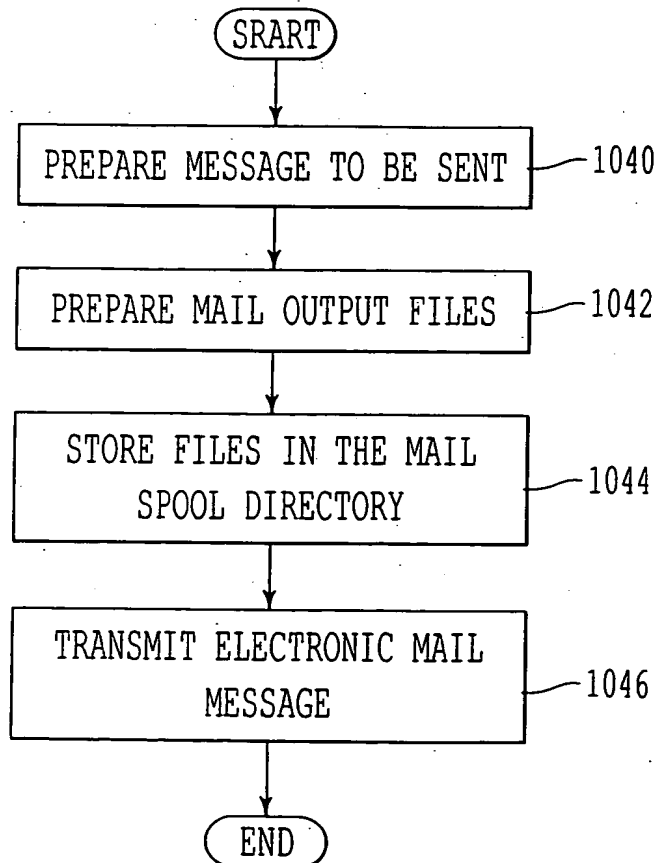 SRART
PREPARE MESSAGE TO BE SENT
1040
PREPARE MAIL OUTPUT FILES
1042
STORE FILES IN THE MAIL
SPOOL DIRECTORY
1044
TRANSMIT ELECTRONIC MAIL
MESSAGE
1046
END